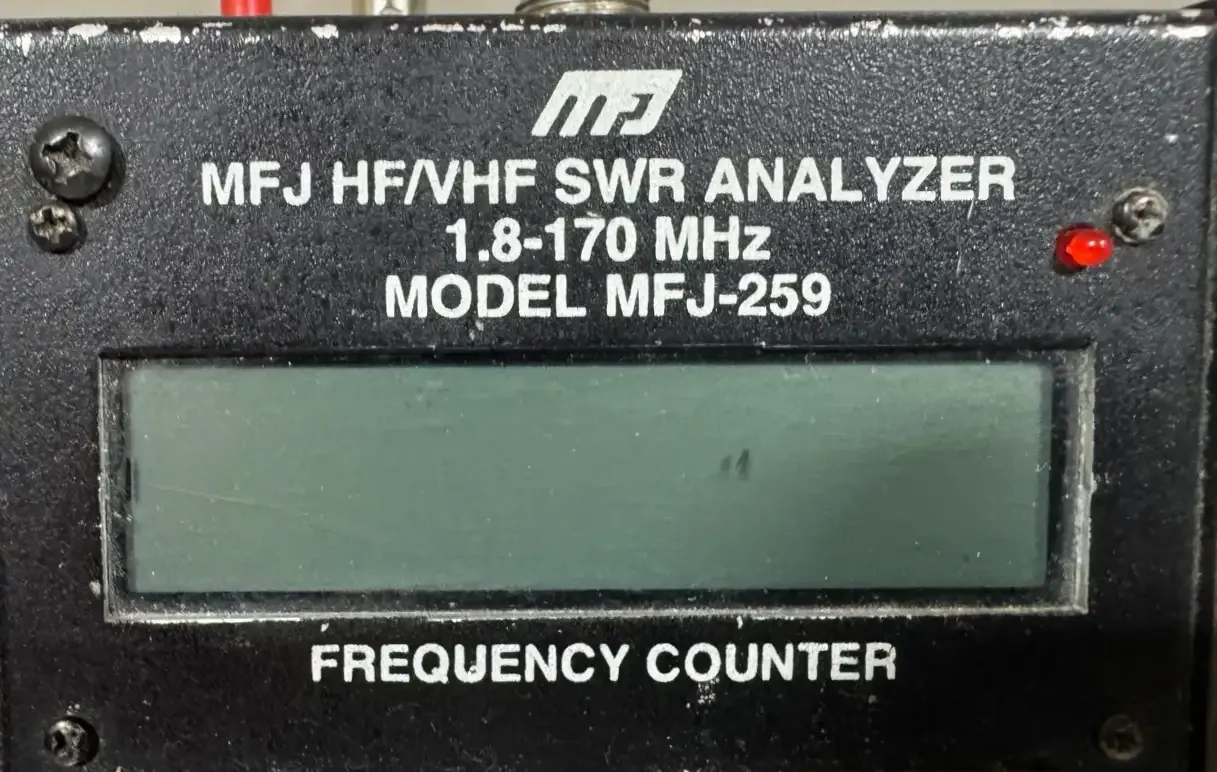 MFJ
MFJ HF/VHF SWR ANALYZER
1.8-170 MHz
MODEL MFJ-259
FREQUENCY COUNTER